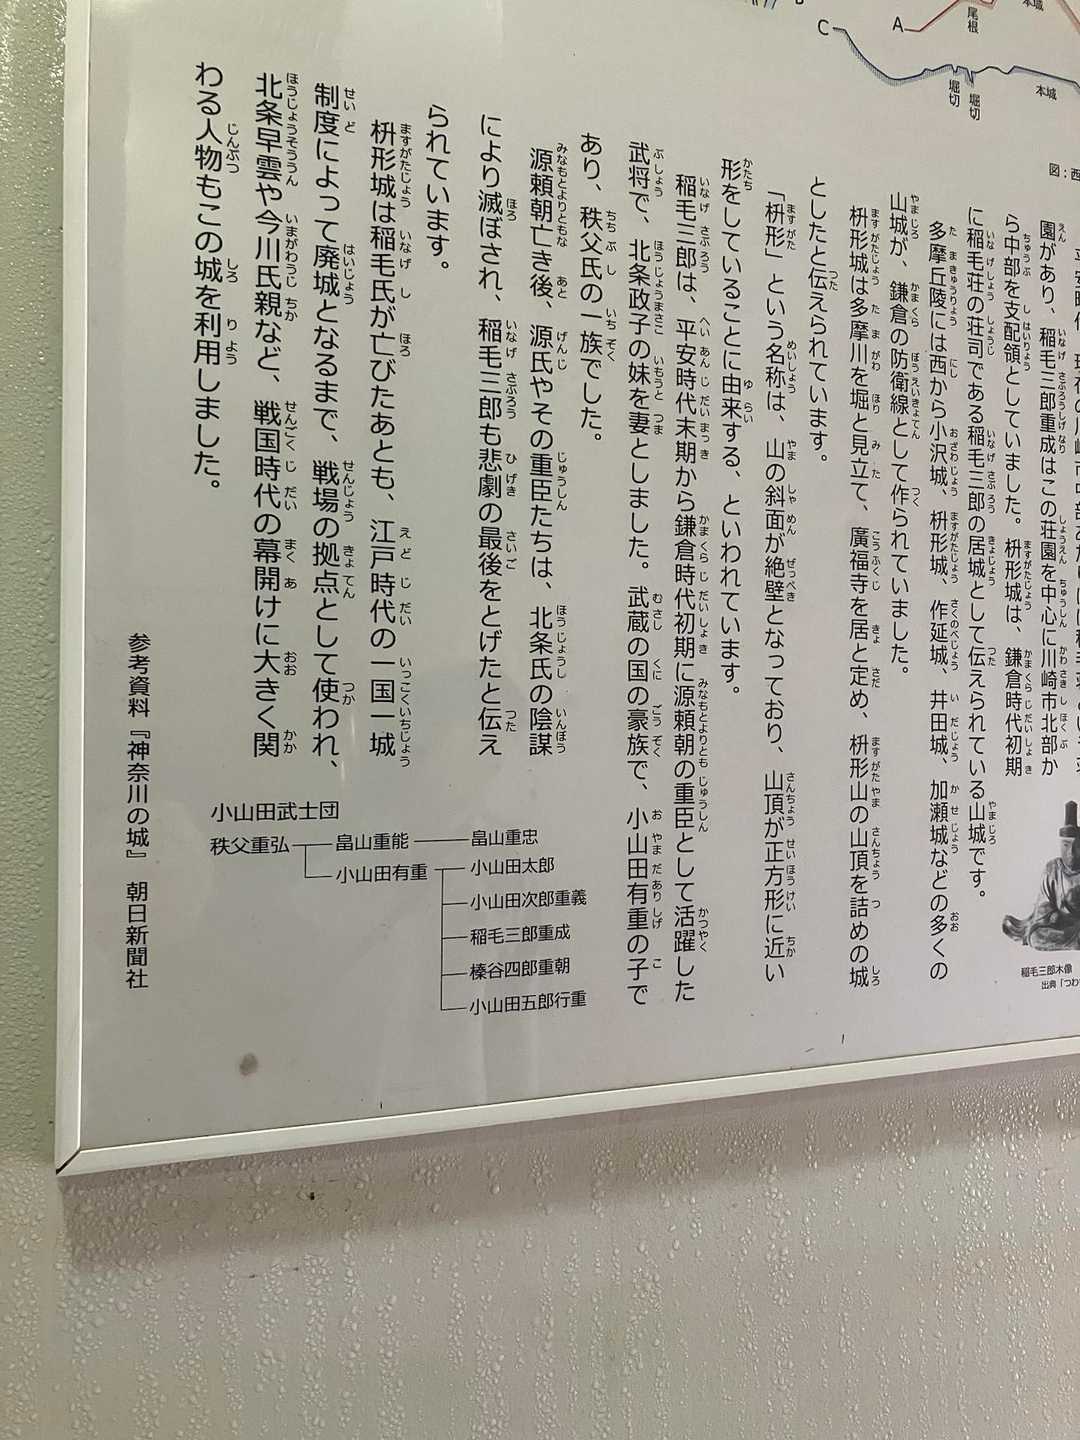 C
A
尾根
本城
堀切
堀切
本城
図：西
園があり、稲毛三郎重成はこの荘園を中心に川崎市北部か
ら中部を支配領としていました。枡形城は、鎌倉時代初期
に稲毛荘の荘司である稲毛三郎の居城として伝えられている山城です。
多摩丘陵には西から小沢城、枡形城、作延城、井田城、加瀬城などの多くの
山城が、鎌倉の防衛線として作られていました。
枡形城は多摩川を堀と見立て、廣福寺を居と定め、枡形山の山頂を詰めの城
としたと伝えられています。
「枡形」という名称は、山の斜面が絶壁となっており、山頂が正方形に近い
形をしていることに由来する、といわれています。
稲毛三郎は、平安時代末期から鎌倉時代初期に源頼朝の重臣として活躍した
武将で、北条政子の妹を妻としました。武蔵の国の豪族で、小山田有重の子で
あり、秩父氏の一族でした。
源頼朝亡き後、源氏やその重臣たちは、北条氏の陰謀
により滅ぼされ、稲毛三郎も悲劇の最後をとげたと伝え
られています。
枡形城は稲毛氏が亡びたあとも、江戸時代の一国一城
制度によって廃城となるまで、戦場の拠点として使われ、
北条早雲や今川氏親など、戦国時代の幕開けに大きく関
わる人物もこの城を利用しました。
参考資料『神奈川の城』 朝日新聞社
小山田武士団
秩父重弘 畠山重能 畠山重忠
小山田有重 小山田太郎
小山田次郎重義
稲毛三郎重成
榛谷四郎重朝
小山田五郎行重
稲毛三郎木像
出典「つわ